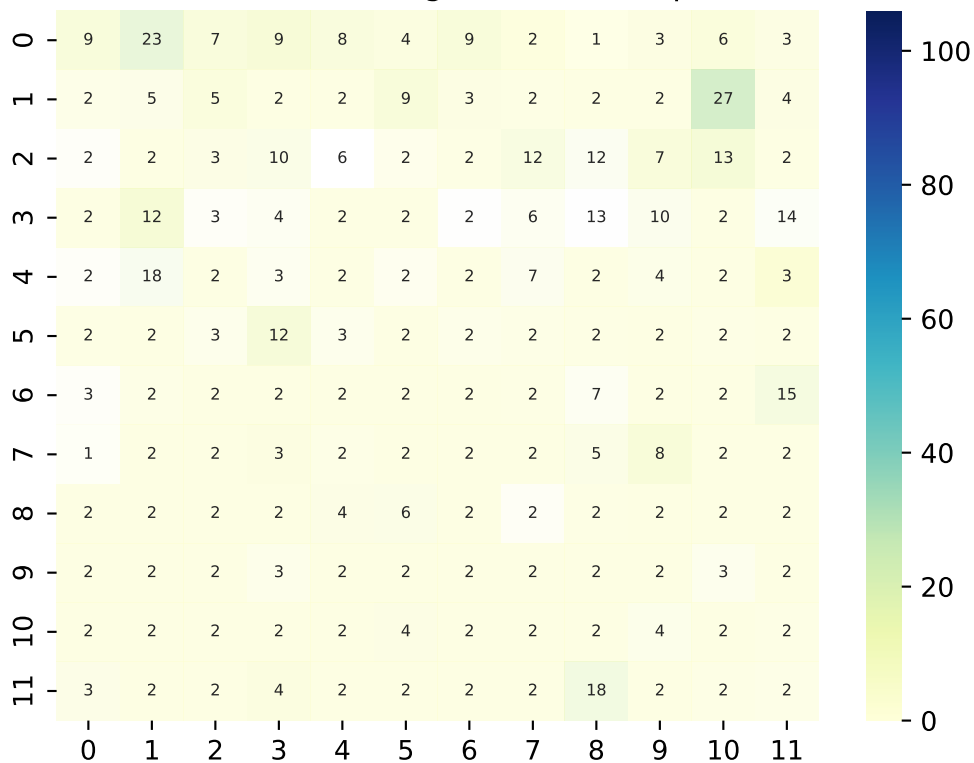 0 9 23 7 9 8 4 9 2 1 3 6 3
1 2 5 5 2 2 9 3 2 2 2 27 4
2 2 2 3 10 6 2 2 12 12 7 13 2
3 2 12 3 4 2 2 2 6 13 10 2 14
4 2 18 2 3 2 2 2 7 2 4 2 3
5 2 2 3 12 3 2 2 2 2 2 2 2
6 3 2 2 2 2 2 2 2 7 2 2 15
7 1 2 2 3 2 2 2 2 5 8 2 2
8 2 2 2 2 4 6 2 2 2 2 2 2
9 2 2 2 3 2 2 2 2 2 2 3 2
10 2 2 2 2 2 4 2 2 2 4 2 2
11 3 2 2 4 2 2 2 2 18 2 2 2
0 1 2 3 4 5 6 7 8 9 10 11
100
80
60
40
20
0